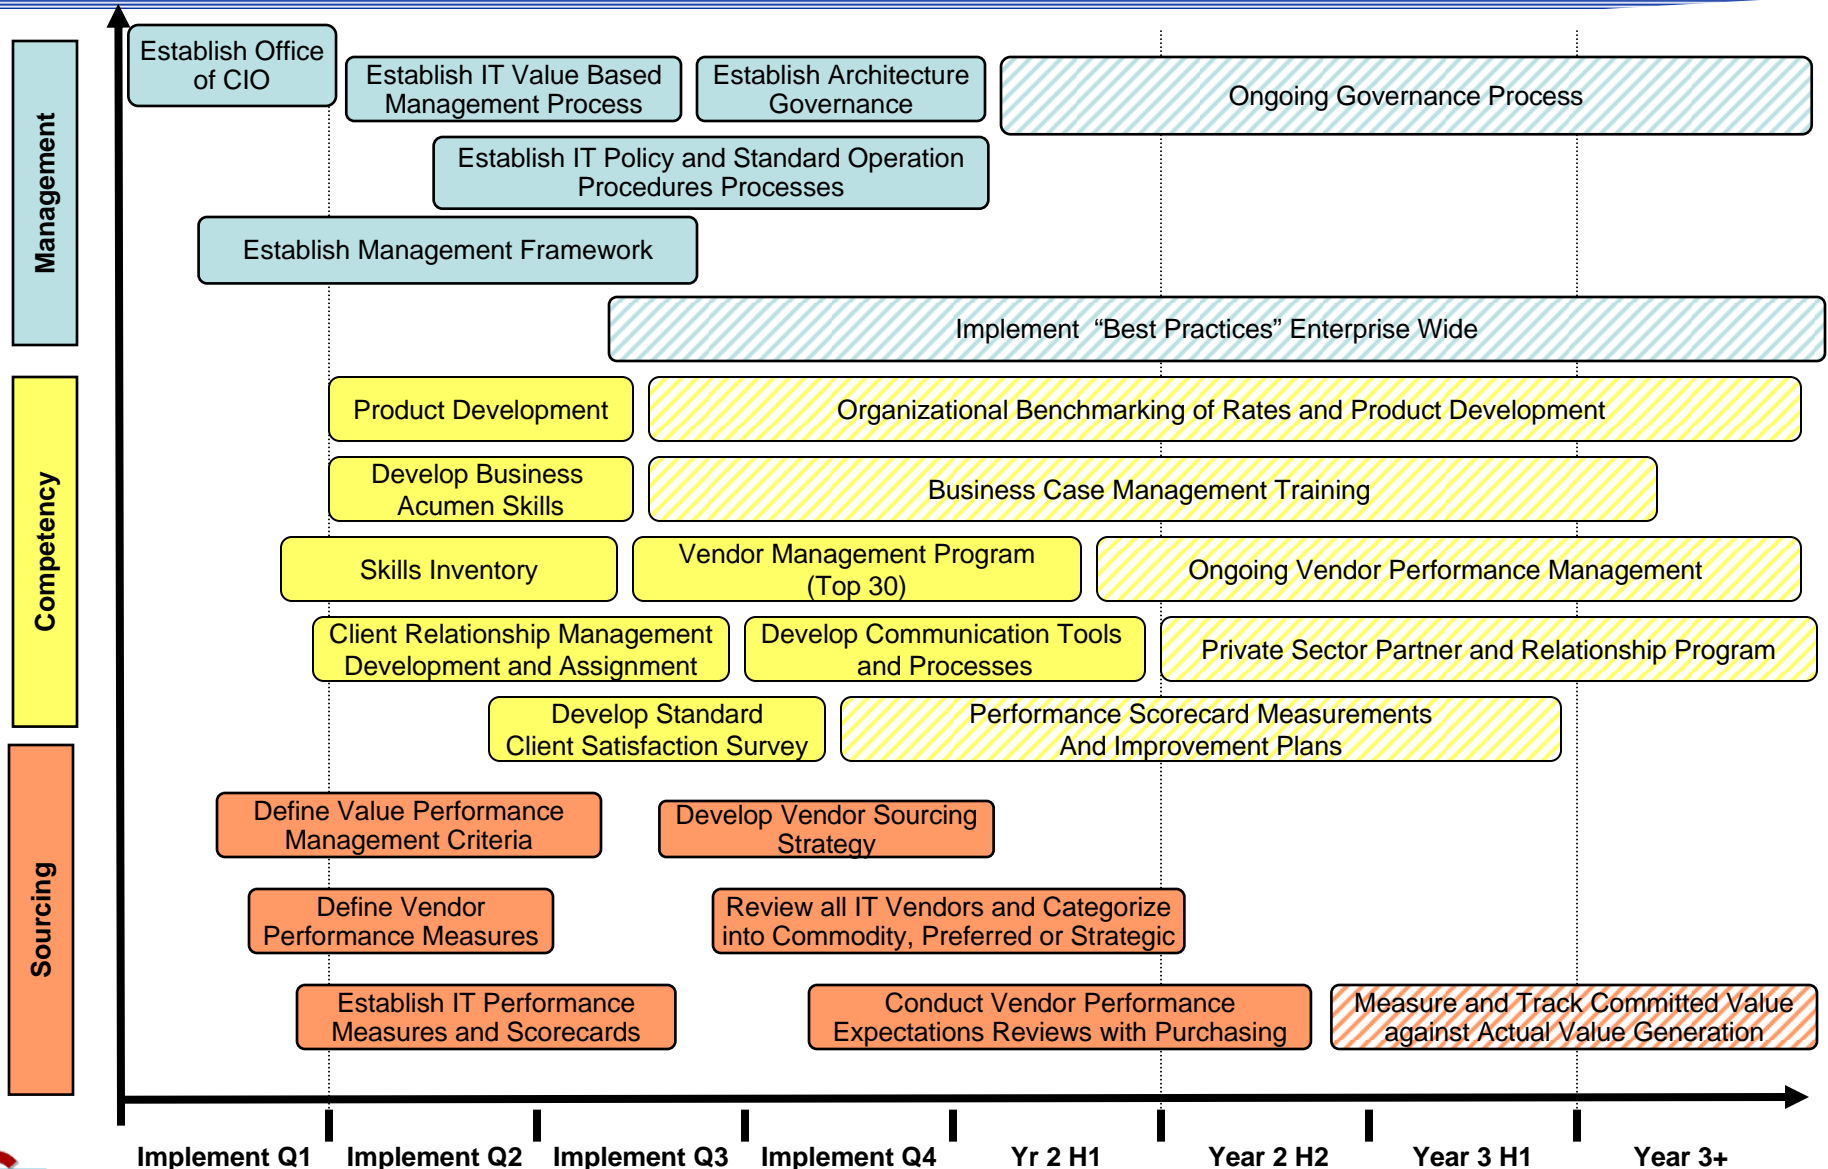 Management
Establish Office
of CIO
Establish IT Value Based
Management Process
Establish Architecture
Governance
Ongoing Governance Process
Establish IT Policy and Standard Operation
Procedures Processes
Establish Management Framework
Implement “Best Practices” Enterprise Wide
Competency
Product Development
Organizational Benchmarking of Rates and Product Development
Develop Business
Acumen Skills
Business Case Management Training
Skills Inventory
Vendor Management Program
(Top 30)
Ongoing Vendor Performance Management
Client Relationship Management
Development and Assignment
Develop Communication Tools
and Processes
Private Sector Partner and Relationship Program
Develop Standard
Client Satisfaction Survey
Performance Scorecard Measurements
And Improvement Plans
Sourcing
Define Value Performance
Management Criteria
Develop Vendor Sourcing
Strategy
Define Vendor
Performance Measures
Review all IT Vendors and Categorize
into Commodity, Preferred or Strategic
Establish IT Performance
Measures and Scorecards
Conduct Vendor Performance
Expectations Reviews with Purchasing
Measure and Track Committed Value
against Actual Value Generation
Implement Q1
Implement Q2
Implement Q3
Implement Q4
Yr 2 H1
Year 2 H2
Year 3 H1
Year 3+